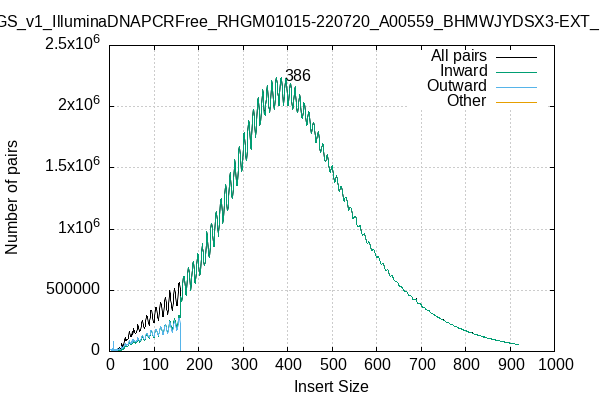 GS_v1_IlluminaDNAPCRFree_RHGM01015-220720_A00559_BHMWJYDSX3-EXT_
2.5x10^6
2x10^6
1.5x10^6
1x10^6
500000
0
Number of pairs
386
All pairs
Inward
Outward
Other
0 100 200 300 400 500 600 700 800 900 1000
Insert Size